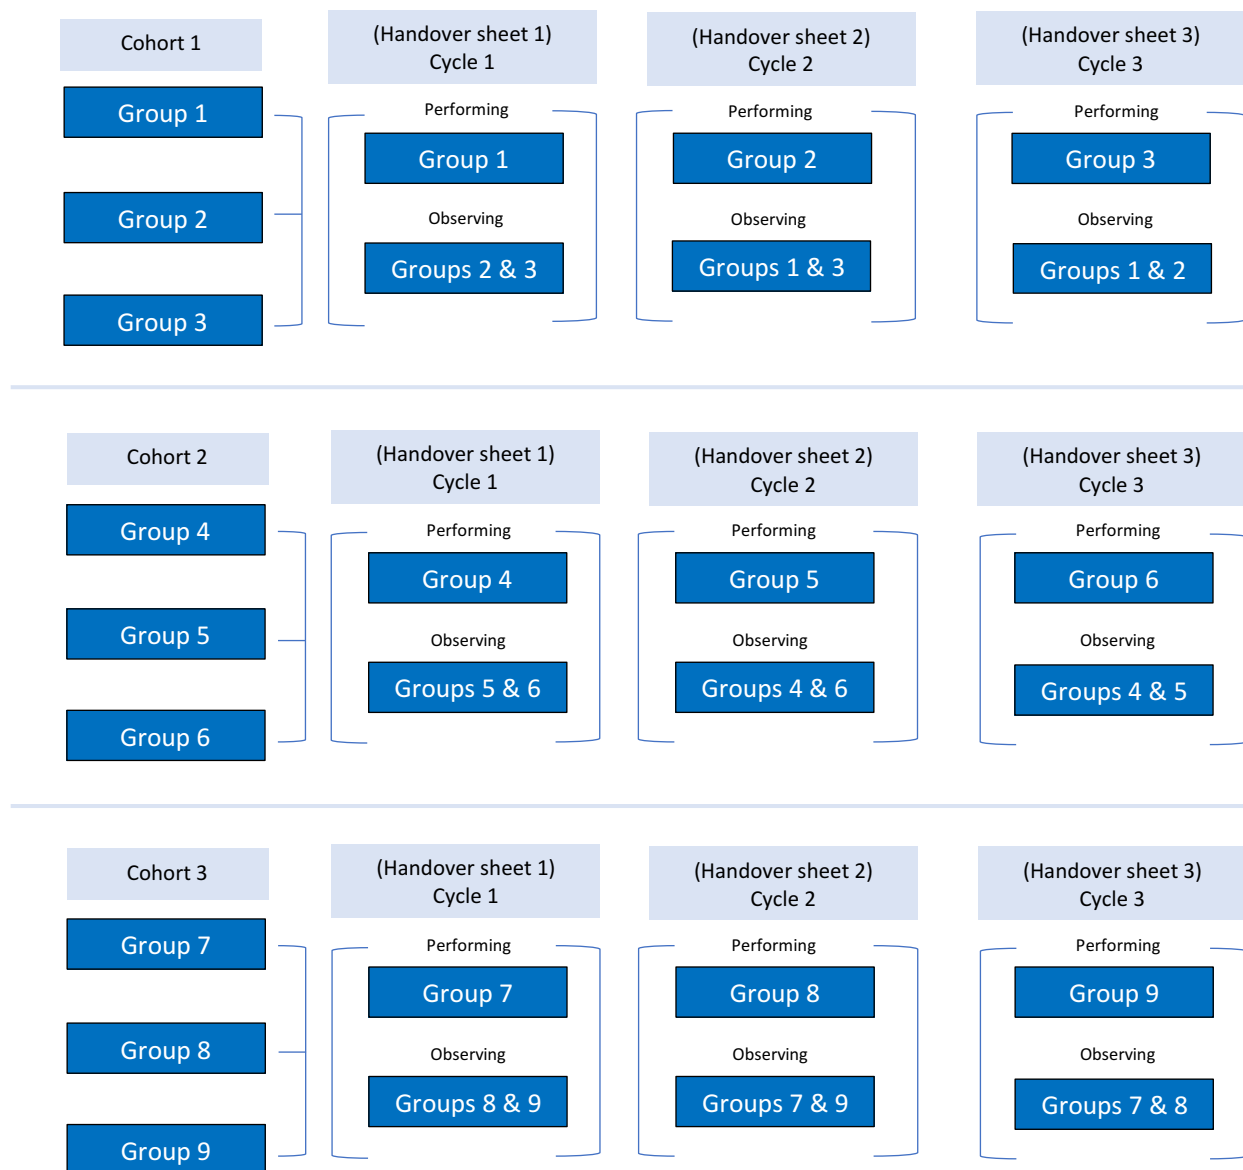 Cohort 1
Group 1
Group 2
Group 3
(Handover sheet 1)
Cycle 1
Performing
Group 1
Observing
Groups 2 & 3
(Handover sheet 2)
Cycle 2
Performing
Group 2
Observing
Groups 1 & 3
(Handover sheet 3)
Cycle 3
Performing
Group 3
Observing
Groups 1 & 2
Cohort 2
Group 4
Group 5
Group 6
(Handover sheet 1)
Cycle 1
Performing
Group 4
Observing
Groups 5 & 6
(Handover sheet 2)
Cycle 2
Performing
Group 5
Observing
Groups 4 & 6
(Handover sheet 3)
Cycle 3
Performing
Group 6
Observing
Groups 4 & 5
Cohort 3
Group 7
Group 8
Group 9
(Handover sheet 1)
Cycle 1
Performing
Group 7
Observing
Groups 8 & 9
(Handover sheet 2)
Cycle 2
Performing
Group 8
Observing
Groups 7 & 9
(Handover sheet 3)
Cycle 3
Performing
Group 9
Observing
Groups 7 & 8